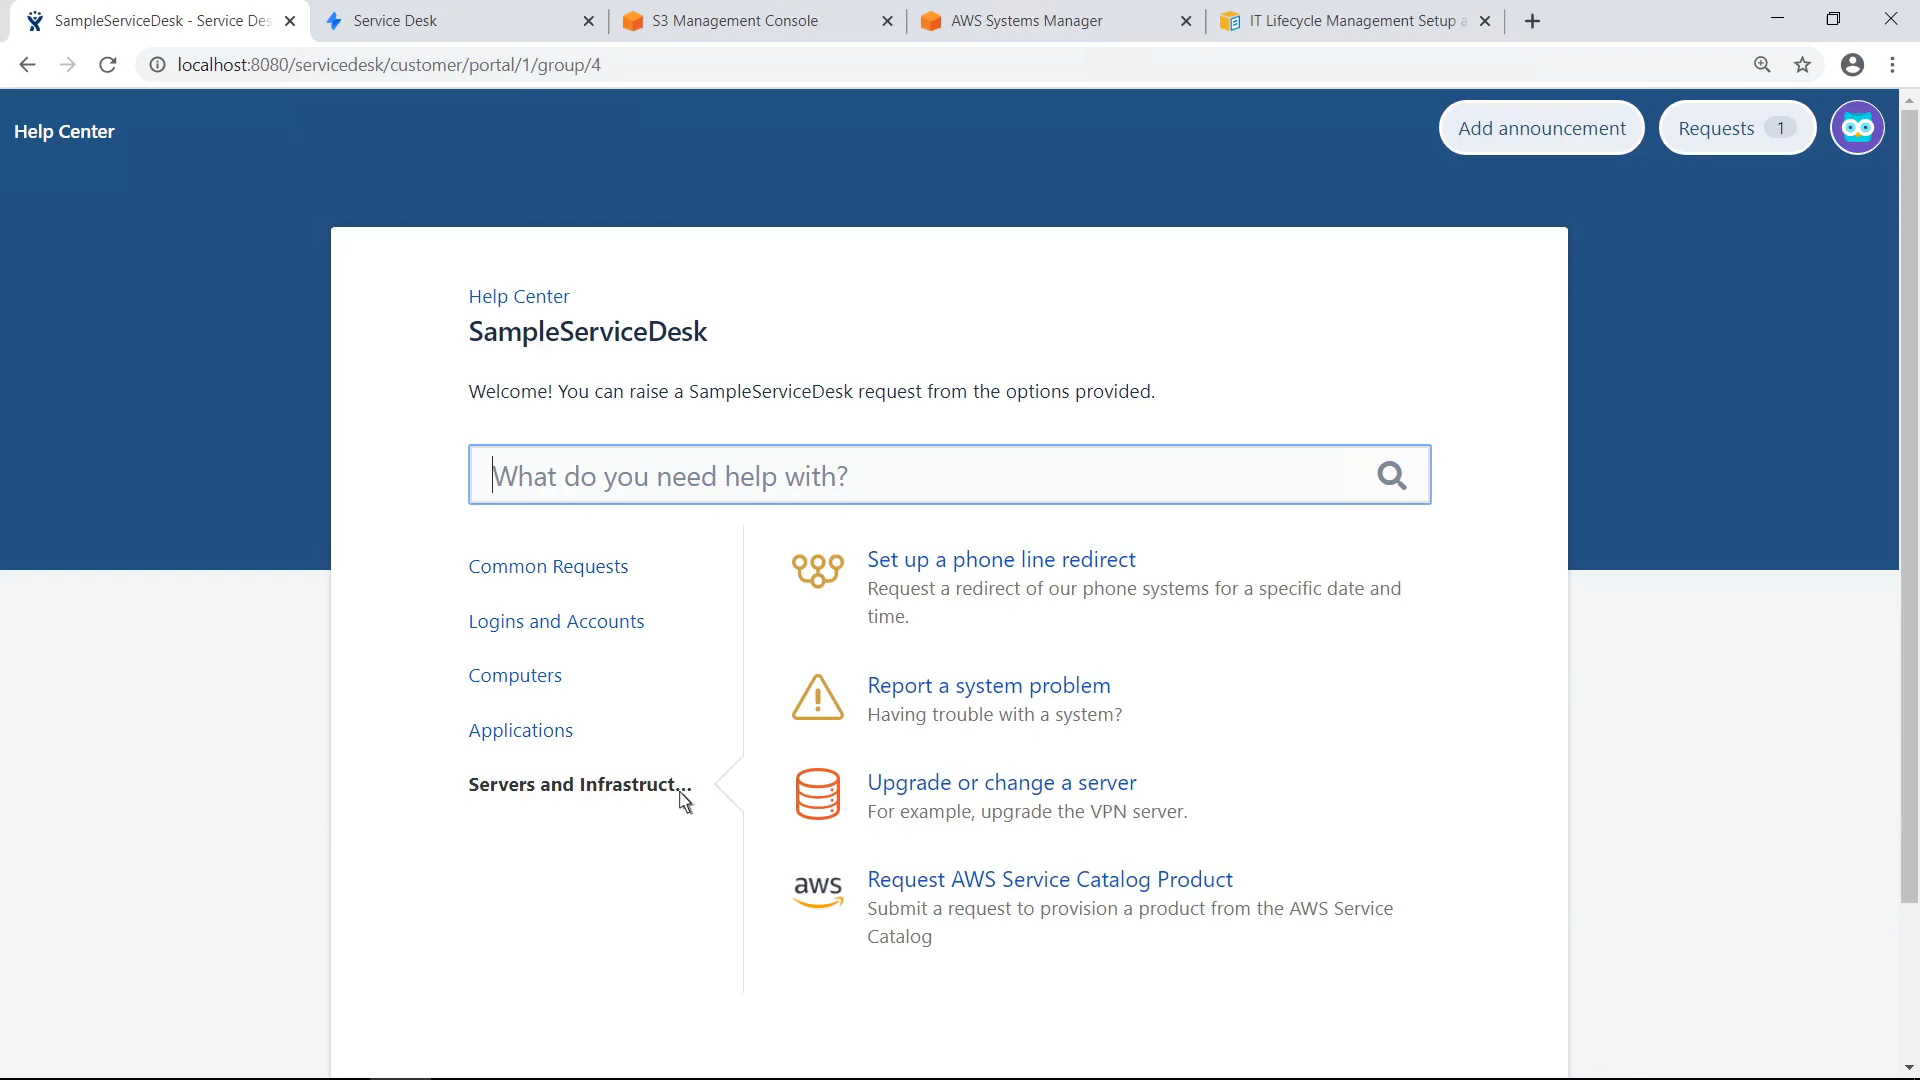 SampleServiceDesk - Service Des
Service Desk
S3 Management Console
AWS Systems Manager
IT Lifecycle Management Setup a
localhost:8080/servicedesk/customer/portal/1/group/4
Help Center
Add announcement
Requests 1
Help Center
SampleServiceDesk
Welcome! You can raise a SampleServiceDesk request from the options provided.
What do you need help with?
Common Requests
Logins and Accounts
Computers
Applications
Servers and Infrastruct...
Set up a phone line redirect
Request a redirect of our phone systems for a specific date and
time.
Report a system problem
Having trouble with a system?
Upgrade or change a server
For example, upgrade the VPN server.
aws
Request AWS Service Catalog Product
Submit a request to provision a product from the AWS Service
Catalog